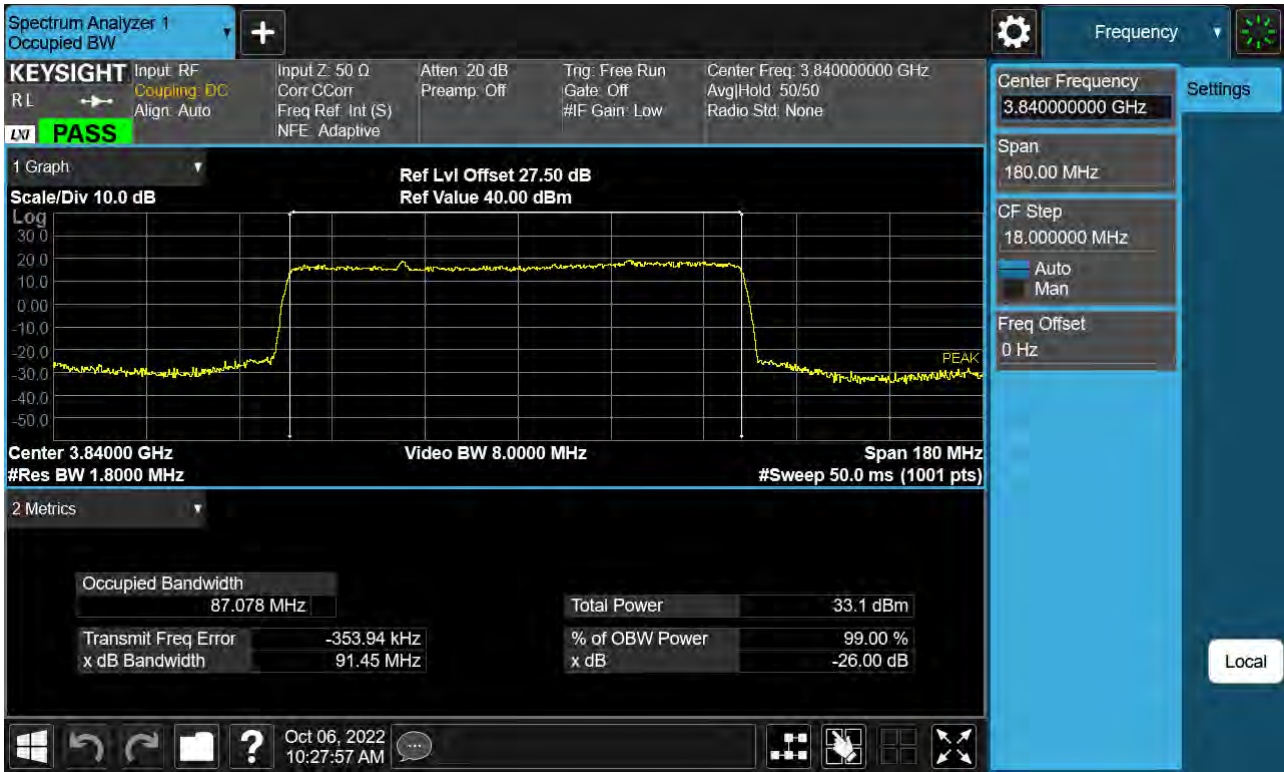 Spectrum Analyzer 1
Occupied BW
+
Frequency
KEYSIGHT
RL
LXI
PASS
Input: RF
Coupling: DC
Align: Auto
Input Z: 50 Ω
Corr CCorr
Freq Ref: Int (S)
NFE: Adaptive
Atten: 20 dB
Preamp: Off
Trig: Free Run
Gate: Off
#IF Gain: Low
Center Freq: 3.840000000 GHz
Avg|Hold: 50/50
Radio Std: None
Center Frequency
3.840000000 GHz
Settings
Span
180.00 MHz
CF Step
18.000000 MHz
Auto
Man
Freq Offset
0 Hz
1 Graph
Scale/Div 10.0 dB
Ref Lvl Offset 27.50 dB
Ref Value 40.00 dBm
Log
30.0
20.0
10.0
0.00
-10.0
-20.0
-30.0
-40.0
-50.0
PEAK
Center 3.84000 GHz
Video BW 8.0000 MHz
Span 180 MHz
#Res BW 1.8000 MHz
#Sweep 50.0 ms (1001 pts)
2 Metrics
Occupied Bandwidth
87.078 MHz
Total Power 33.1 dBm
Transmit Freq Error -353.94 kHz
% of OBW Power 99.00 %
x dB Bandwidth 91.45 MHz
x dB -26.00 dB
Local
?
Oct 06, 2022
10:27:57 AM